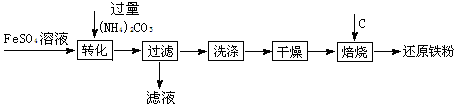 过量
(NH₄)₂CO₃
C
FeSO₄溶液
转化
过滤
洗涤
干燥
焙烧
还原铁粉
滤液